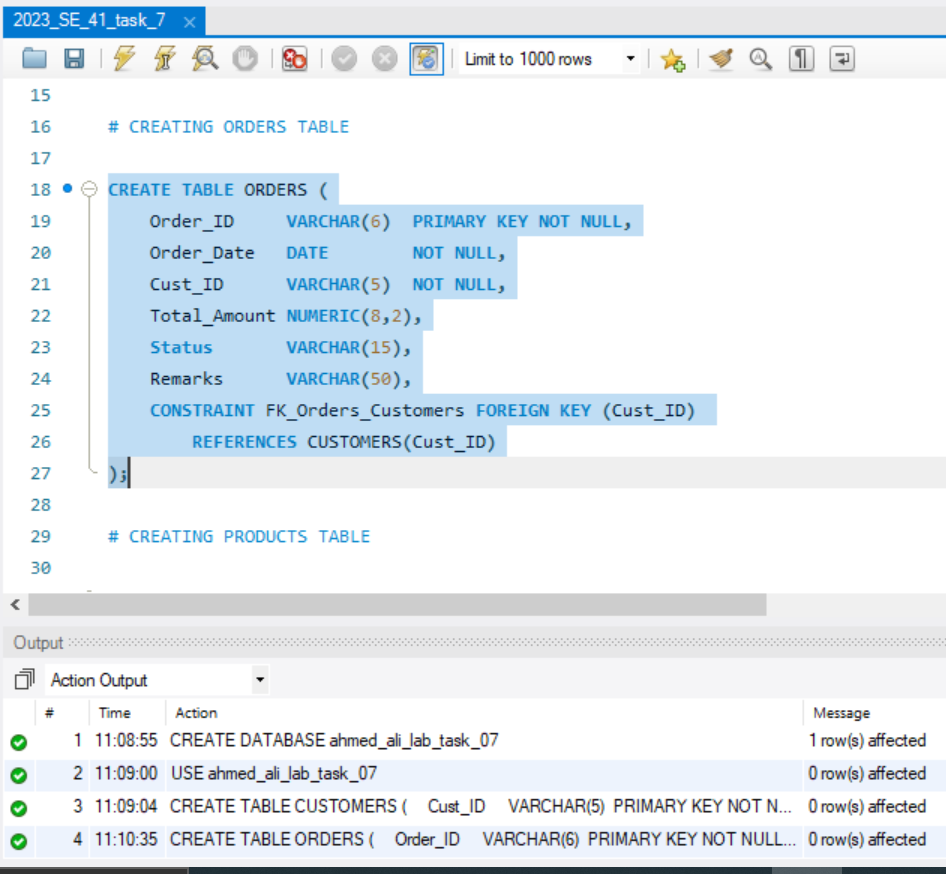 2023_SE_41_task_7
Limit to 1000 rows
15
16 # CREATING ORDERS TABLE
17
18 CREATE TABLE ORDERS (
19 Order_ID VARCHAR(6) PRIMARY KEY NOT NULL,
20 Order_Date DATE NOT NULL,
21 Cust_ID VARCHAR(5) NOT NULL,
22 Total_Amount NUMERIC(8,2),
23 Status VARCHAR(15),
24 Remarks VARCHAR(50),
25 CONSTRAINT FK_Orders_Customers FOREIGN KEY (Cust_ID)
26 REFERENCES CUSTOMERS(Cust_ID)
27 );
28
29 # CREATING PRODUCTS TABLE
30
Output
Action Output
# Time Action Message
1 11:08:55 CREATE DATABASE ahmed_ali_lab_task_07 1 row(s) affected
2 11:09:00 USE ahmed_ali_lab_task_07 0 row(s) affected
3 11:09:04 CREATE TABLE CUSTOMERS ( Cust_ID VARCHAR(5) PRIMARY KEY NOT N... 0 row(s) affected
4 11:10:35 CREATE TABLE ORDERS ( Order_ID VARCHAR(6) PRIMARY KEY NOT NULL... 0 row(s) affected